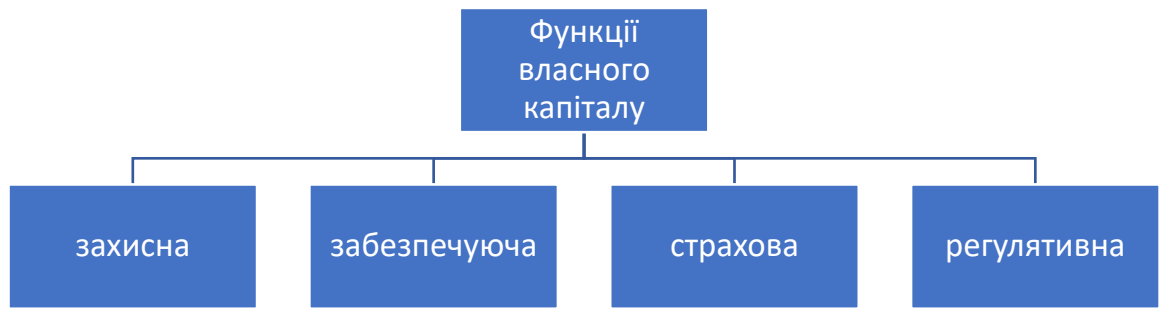 Функції
власного
капіталу
захисна
забезпечуюча
страхова
регулятивна